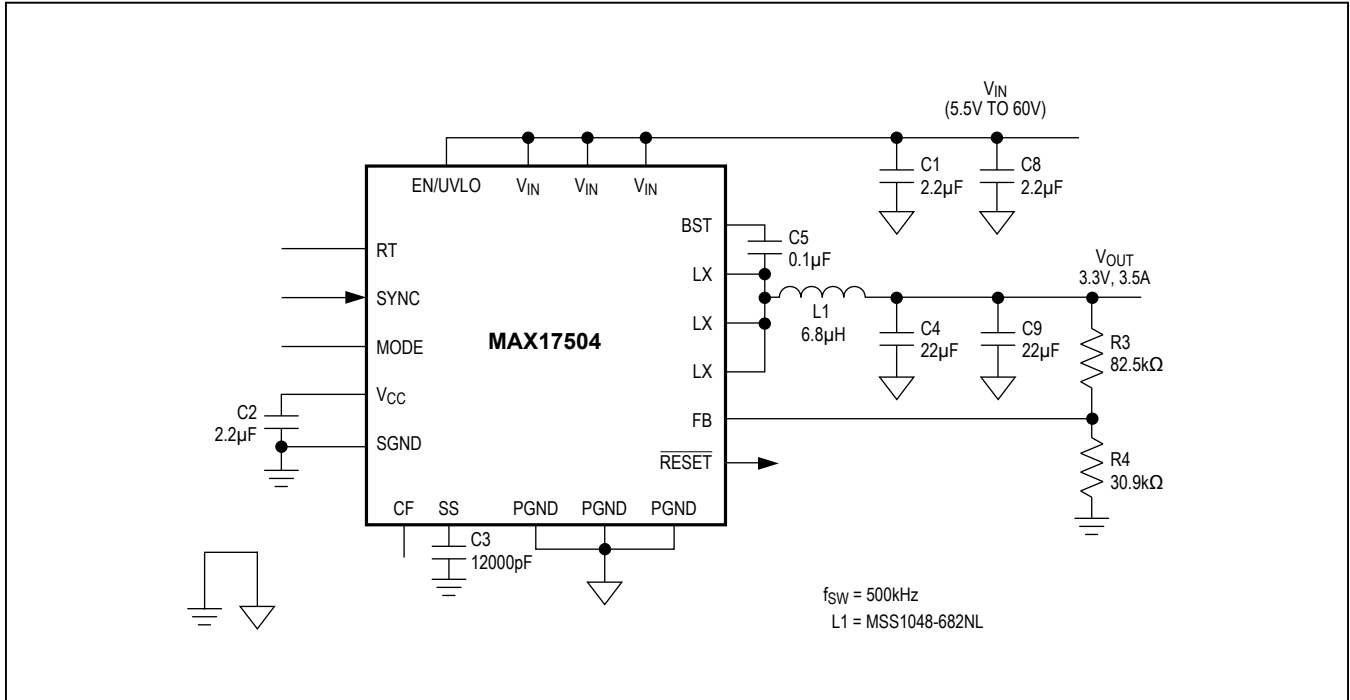 VIN
(5.5V TO 60V)
C1
2.2µF
C8
2.2µF
EN/UVLO
VIN
VIN
VIN
BST
C5
0.1µF
RT
LX
VOUT
3.3V, 3.5A
SYNC
L1
6.8µH
MAX17504
MODE
LX
C4
22µF
C9
22µF
R3
82.5kΩ
LX
VCC
C2
2.2µF
FB
SGND
RESET
R4
30.9kΩ
CF
SS
PGND
PGND
PGND
C3
12000pF
fSW = 500kHz
L1 = MSS1048-682NL